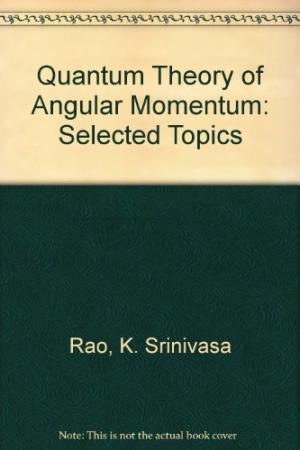 Quantum Theory of
Angular Momentum:
Selected Topics
Rao, K. Srinivasa
Note: This is not the actual book cover